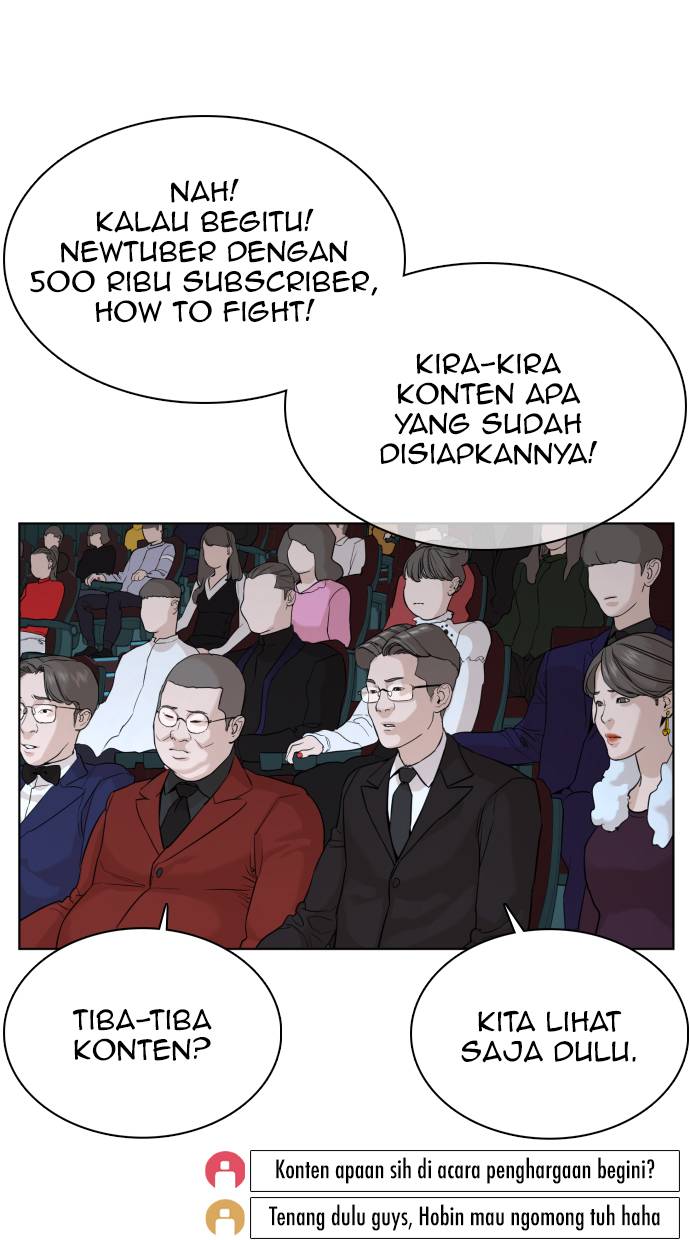 NAH!
KALAU BEGITU!
NEWTUBER DENGAN
500 RIBU SUBSCRIBER,
HOW TO FIGHT!
KIRA-KIRA
KONTEN APA
YANG SUDAH
DISIAPKANNYA!
TIBA-TIBA
KONTEN?
KITA LIHAT
SAJA DULU.
Konten apaan sih di acara penghargaan begini?
Tenang dulu guys, Hobin mau ngomong tuh haha